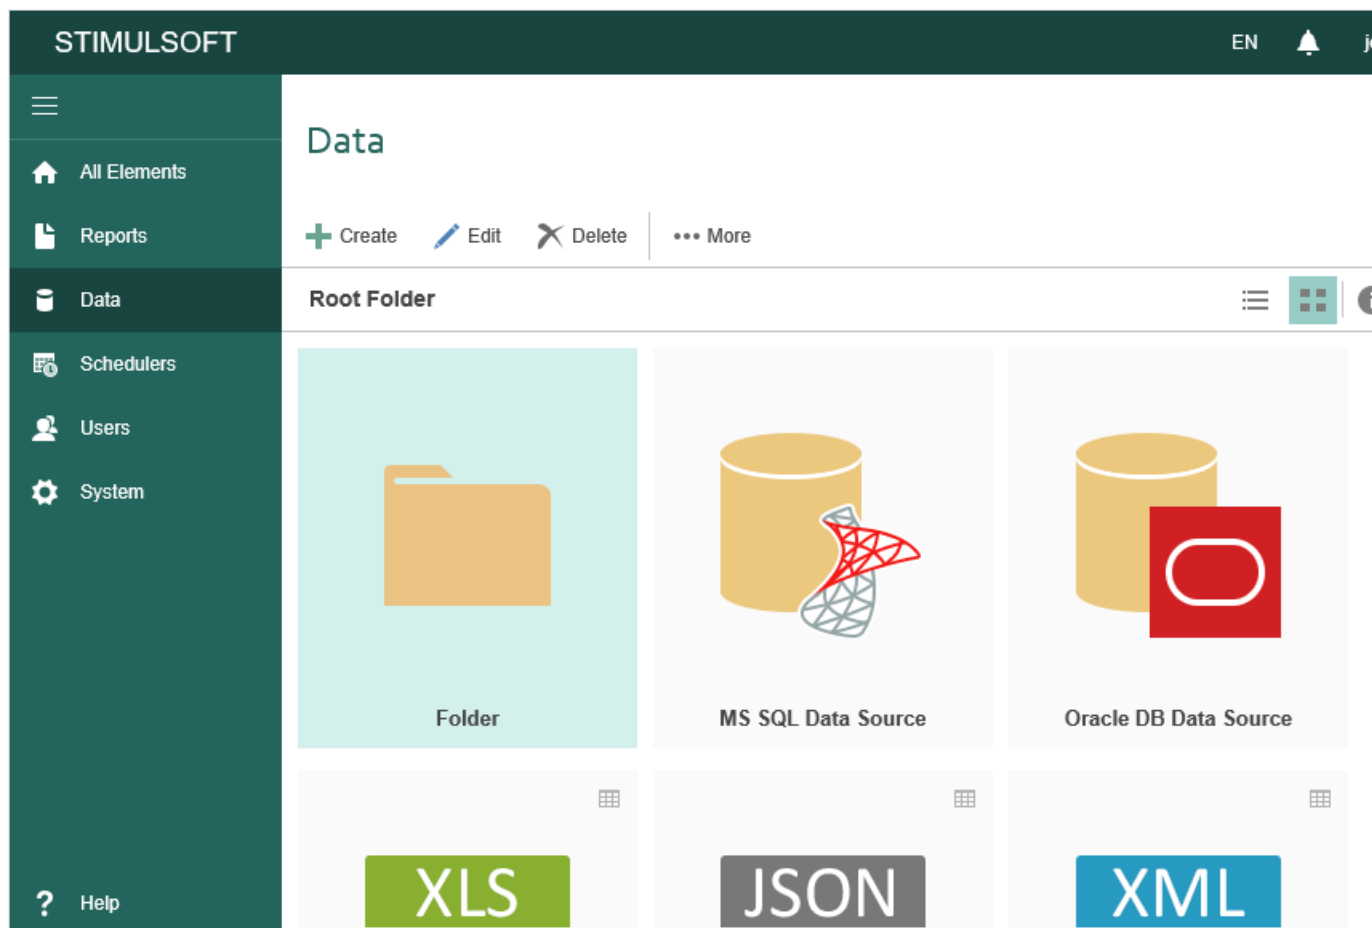 STIMULSOFT
EN
Data
All Elements
Reports
Data
Schedulers
Users
System
Help
Create Edit Delete ••• More
Root Folder
Folder
MS SQL Data Source
Oracle DB Data Source
XLS
JSON
XML